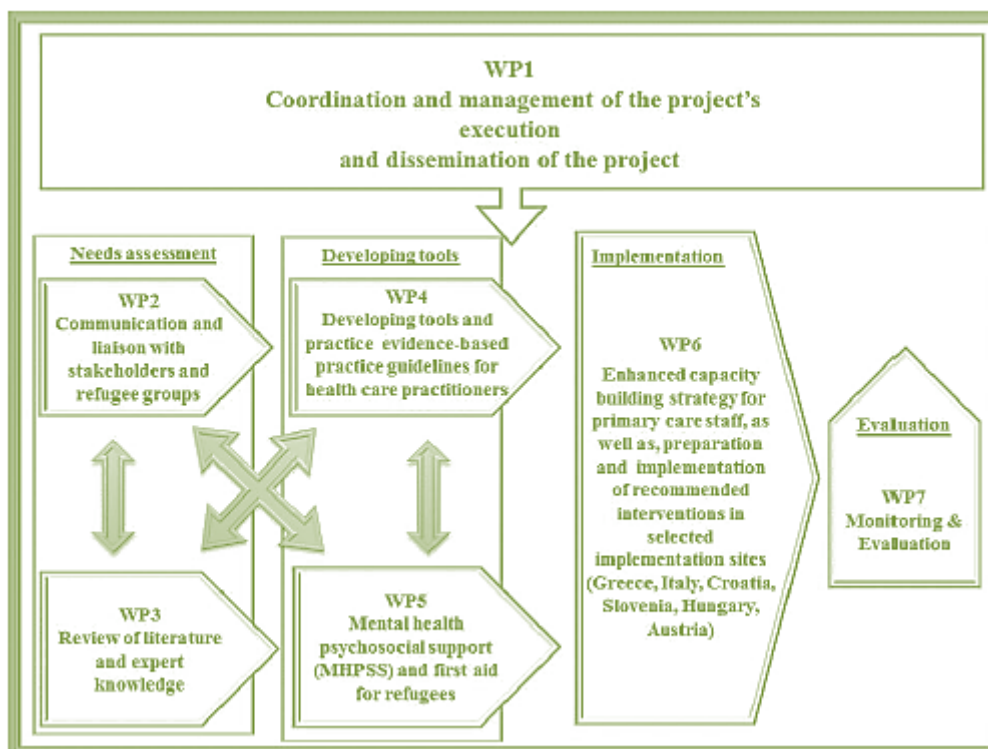 WP1
Coordination and management of the project's
execution
and dissemination of the project
Needs assessment
WP2
Communication and
liaison with
stakeholders and
refugee groups
WP3
Review of literature
and expert
knowledge
Developing tools
WP4
Developing tools and
practice evidence-based
practice guidelines for
health care practitioners
WP5
Mental health
psychosocial support
(MHPSS) and first aid
for refugees
Implementation
WP6
Enhanced capacity
building strategy for
primary care staff, as
well as, preparation
and implementation
of recommended
interventions in
selected
implementation sites
(Greece, Italy, Croatia,
Slovenia, Hungary,
Austria)
Evaluation
WP7
Monitoring &
Evaluation